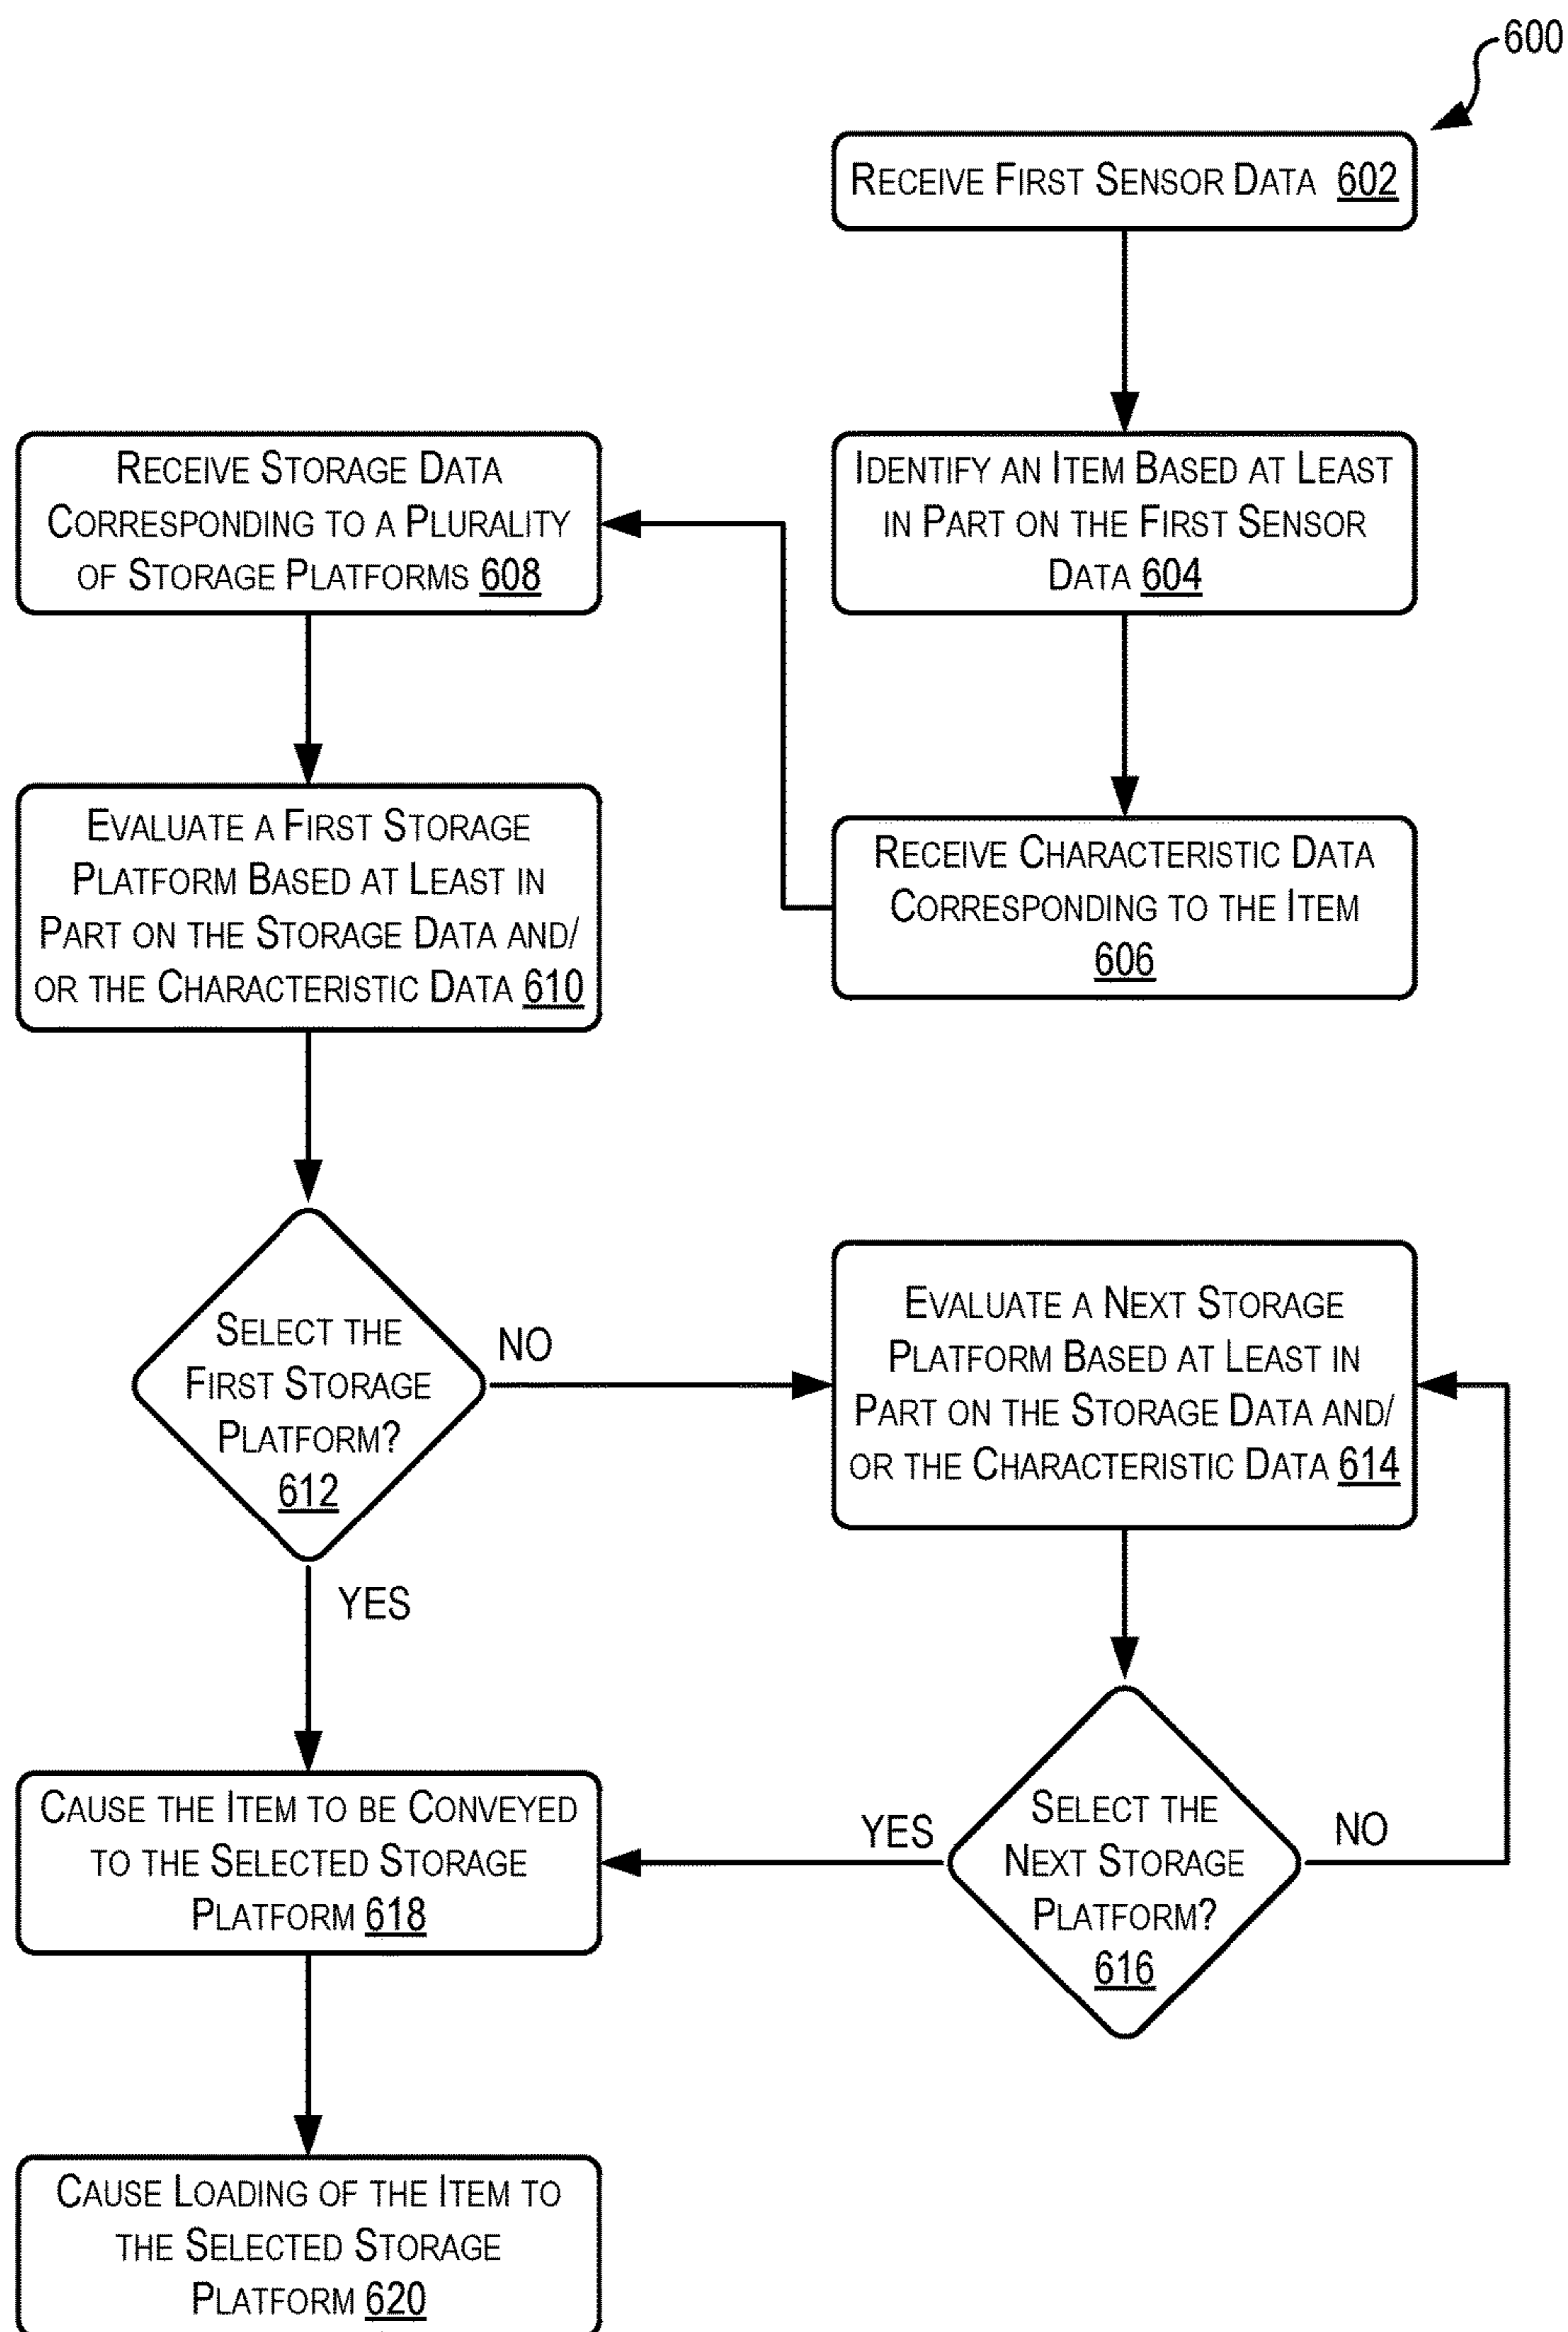 600
RECEIVE FIRST SENSOR DATA 602
IDENTIFY AN ITEM BASED AT LEAST
IN PART ON THE FIRST SENSOR
DATA 604
RECEIVE CHARACTERISTIC DATA
CORRESPONDING TO THE ITEM
606
RECEIVE STORAGE DATA
CORRESPONDING TO A PLURALITY
OF STORAGE PLATFORMS 608
EVALUATE A FIRST STORAGE
PLATFORM BASED AT LEAST IN
PART ON THE STORAGE DATA AND/
OR THE CHARACTERISTIC DATA 610
SELECT THE
FIRST STORAGE
PLATFORM?
612
NO
YES
EVALUATE A NEXT STORAGE
PLATFORM BASED AT LEAST IN
PART ON THE STORAGE DATA AND/
OR THE CHARACTERISTIC DATA 614
SELECT THE
NEXT STORAGE
PLATFORM?
616
YES
NO
CAUSE THE ITEM TO BE CONVEYED
TO THE SELECTED STORAGE
PLATFORM 618
CAUSE LOADING OF THE ITEM TO
THE SELECTED STORAGE
PLATFORM 620